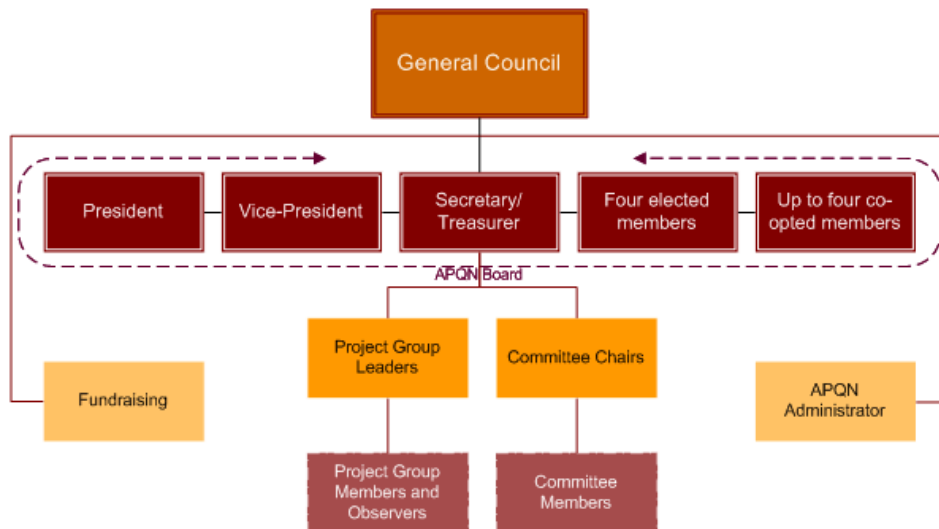 General Council
President
Vice-President
Secretary/
Treasurer
Four elected
members
Up to four co-
opted members
APQN Board
Project Group
Leaders
Committee Chairs
Fundraising
APQN
Administrator
Project Group
Members and
Observers
Committee
Members